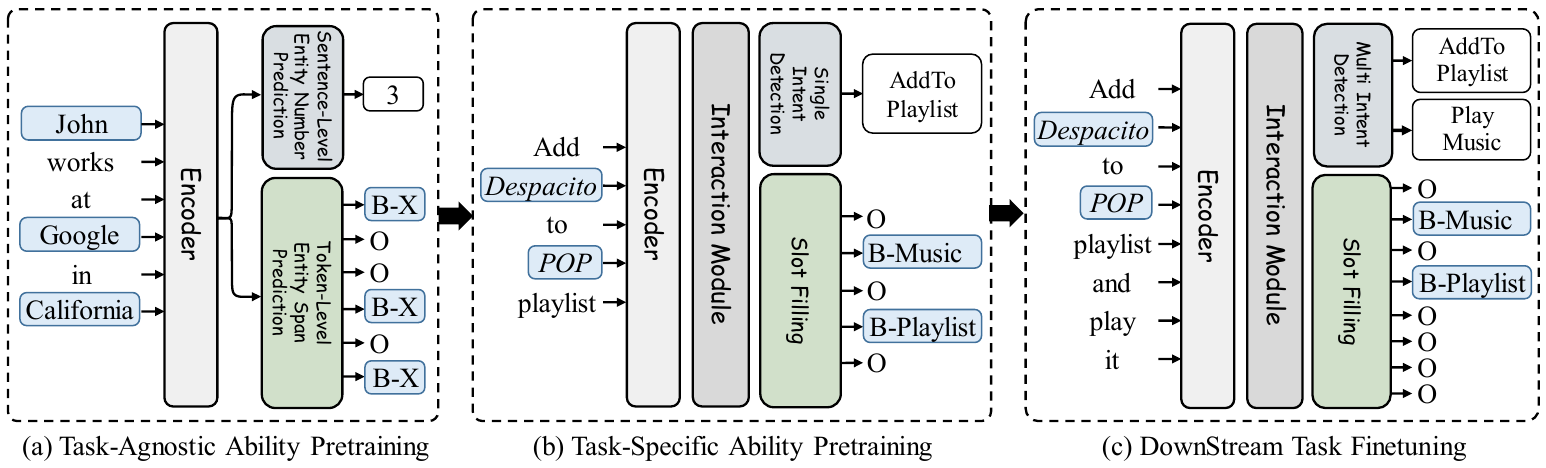 John
works
at
Google
in
California
Encoder
Sentence-Level
Entity Number
Prediction
3
Token-Level
Entity Span
Prediction
B-X
O
O
B-X
O
B-X
(a) Task-Agnostic Ability Pretraining
Add
Despacito
to
POP
playlist
Encoder
Interaction Module
Single
Intent
Detection
AddTo
Playlist
Slot Filling
O
B-Music
O
B-Playlist
O
(b) Task-Specific Ability Pretraining
Add
Despacito
to
POP
playlist
and
play
it
Encoder
Interaction Module
Multi Intent
Detection
AddTo
Playlist
Play
Music
Slot Filling
O
B-Music
O
B-Playlist
O
O
O
O
(c) DownStream Task Finetuning